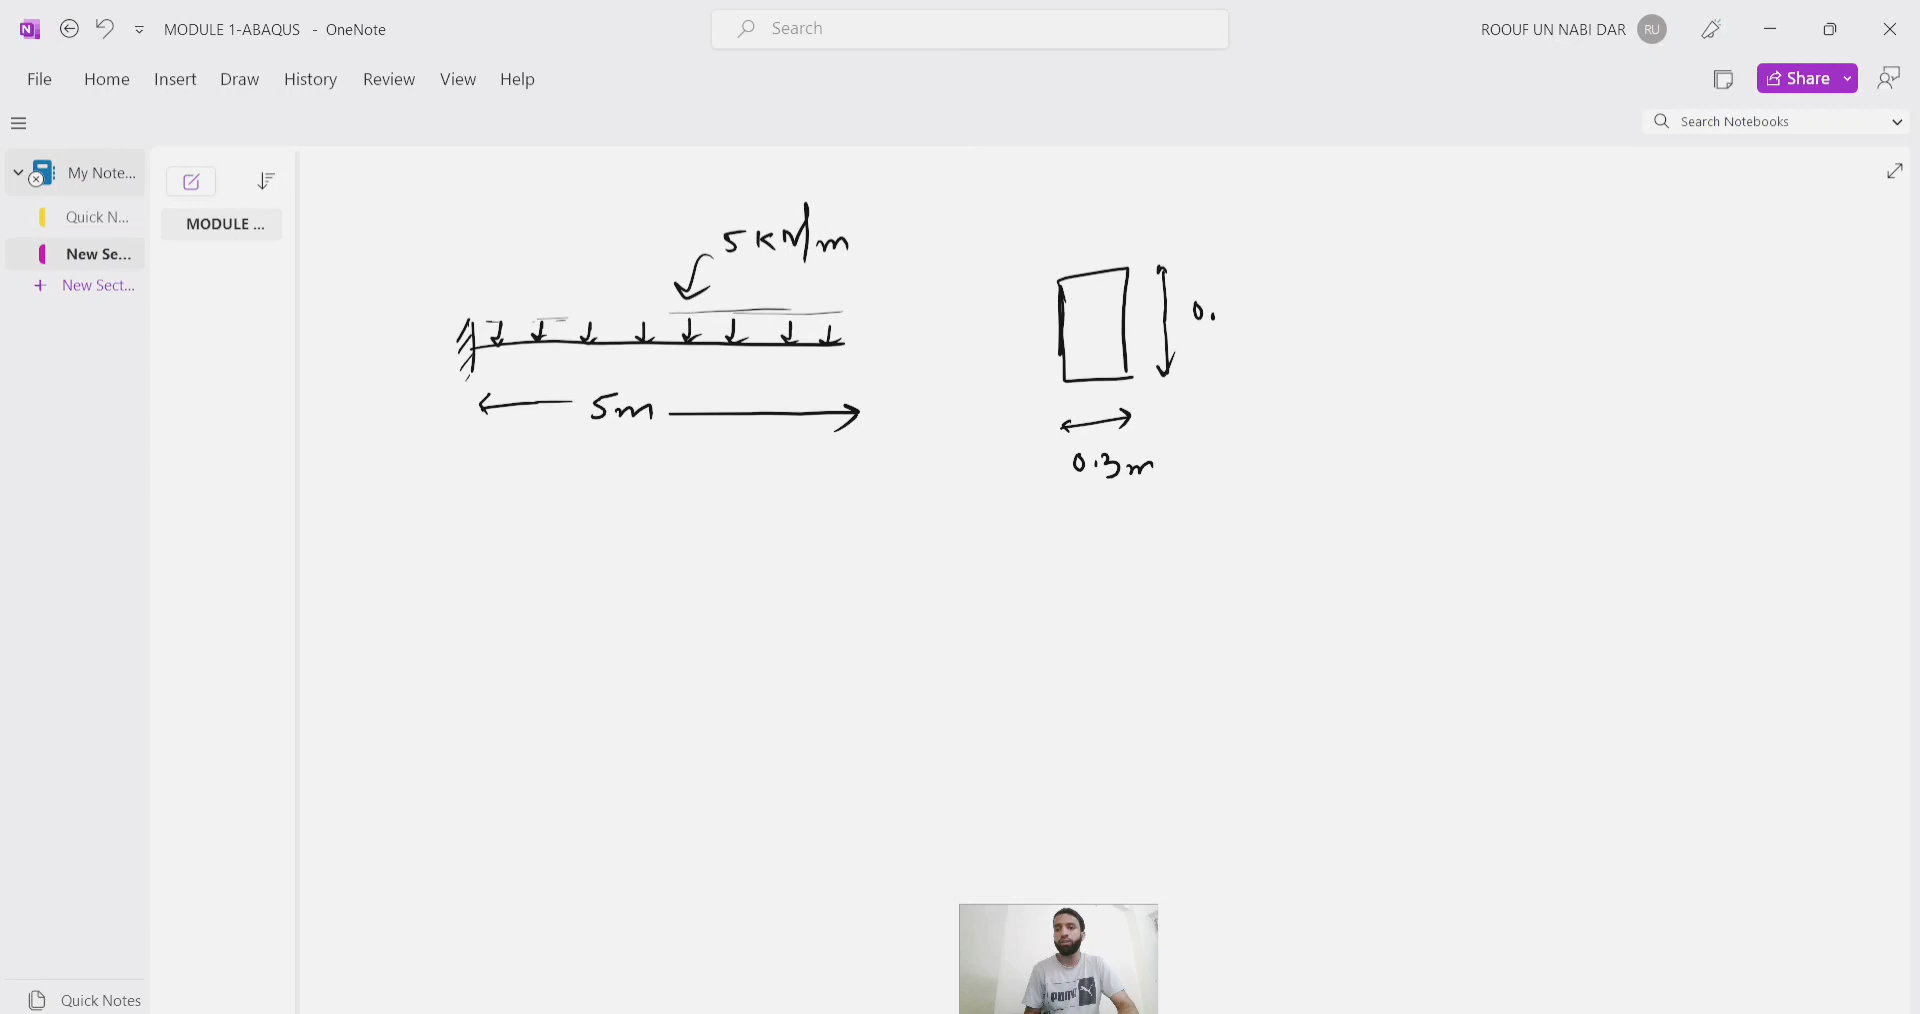 MODULE 1-ABAQUS - OneNote
Search
ROOUF UN NABI DAR
RU
File Home Insert Draw History Review View Help
Share
Search Notebooks
My Note...
Quick N...
New Se...
+ New Sect...
MODULE ...
5 KN/m
5m
0.
0.3m
PUMA
Quick Notes